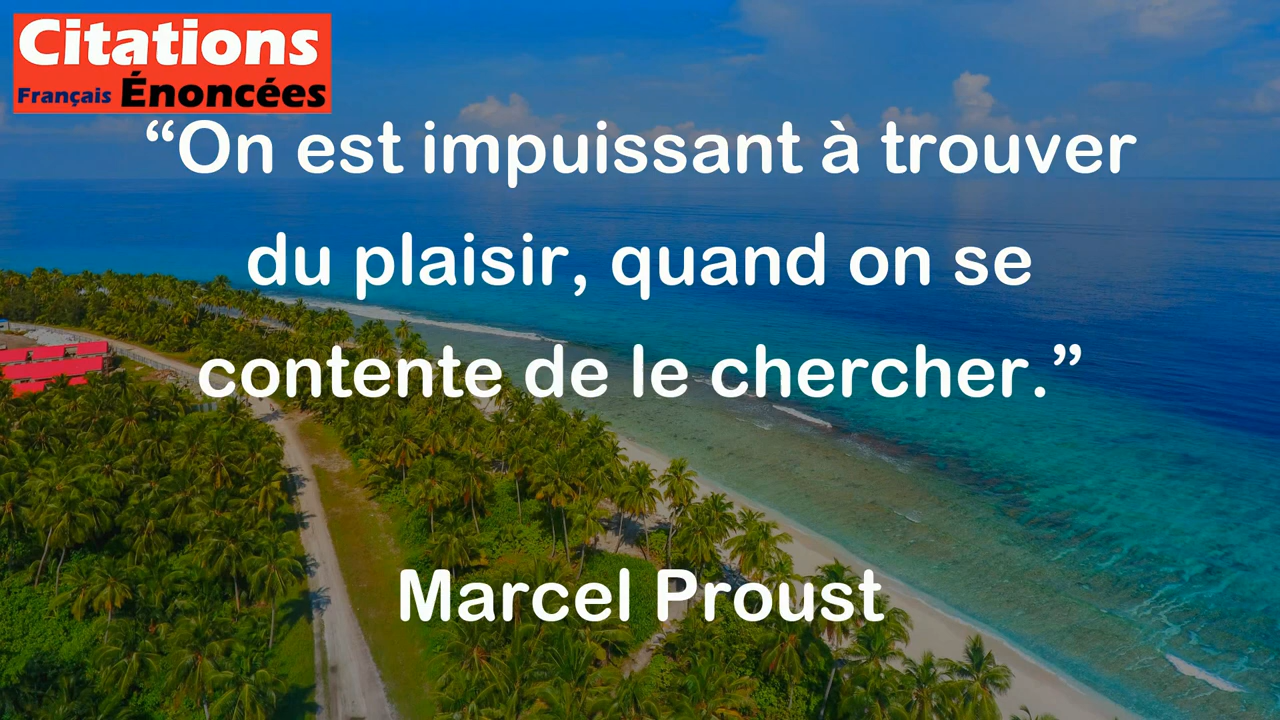 Citations
Français Énoncées
“On est impuissant à trouver
du plaisir, quand on se
contente de le chercher.”
Marcel Proust